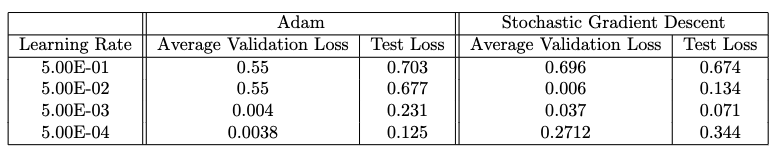 Adam Stochastic Gradient Descent
Learning Rate Average Validation Loss Test Loss Average Validation Loss Test Loss
5.00E-01 0.55 0.703 0.696 0.674
5.00E-02 0.55 0.677 0.006 0.134
5.00E-03 0.004 0.231 0.037 0.071
5.00E-04 0.0038 0.125 0.2712 0.344